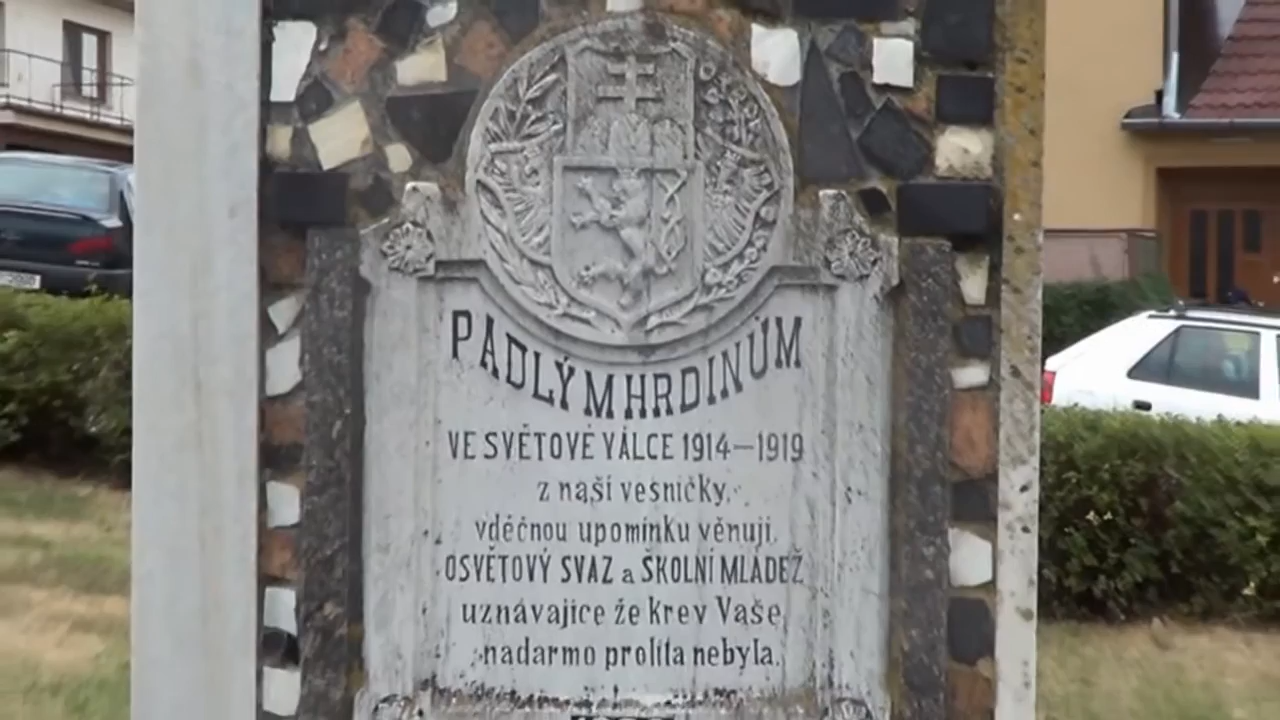 PADLÝM HRDINŮM
VE SVĚTOVÉ VÁLCE 1914–1919
z naší vesničky,
vděčnou upomínku věnují
OSVĚTOVÝ SVAZ a ŠKOLNÍ MLÁDEŽ
uznávajíce že krev Vaše
nadarmo prolita nebyla.